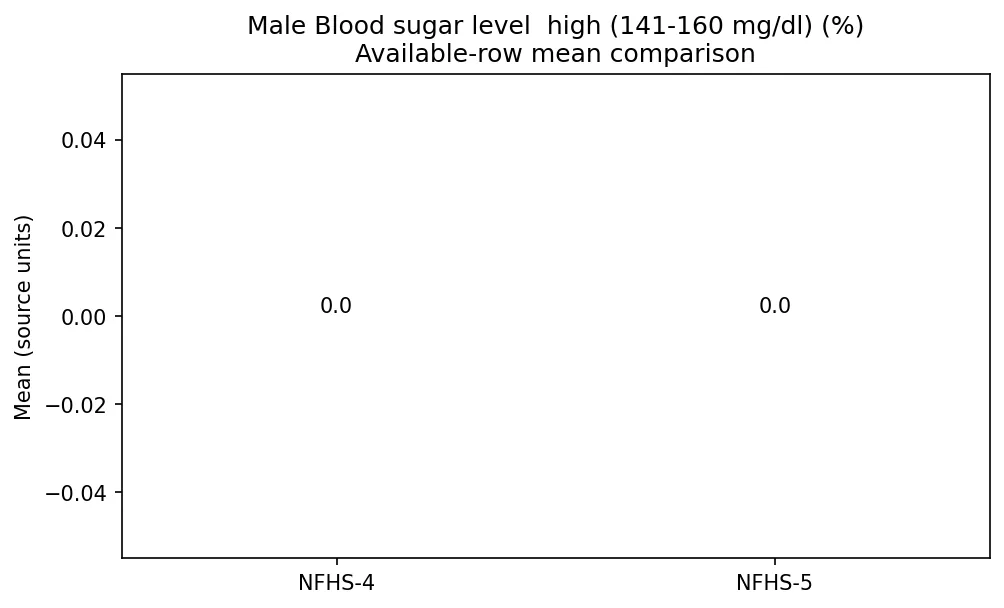 Male Blood sugar level  high (141-160 mg/dl) (%)
Available-row mean comparison
Mean (source units)
0.04
0.02
0.00
−0.02
−0.04
0.0
0.0
NFHS-4
NFHS-5